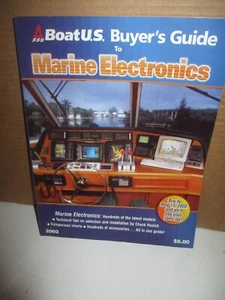 BoatU.S. Buyer's Guide
To
Marine Electronics
Marine Electronics: Hundreds of the latest models
• Technical tips on selection and installation by Chuck Husick
• Comparison charts • Hundreds of accessories... All in one guide!
2002
$5.00